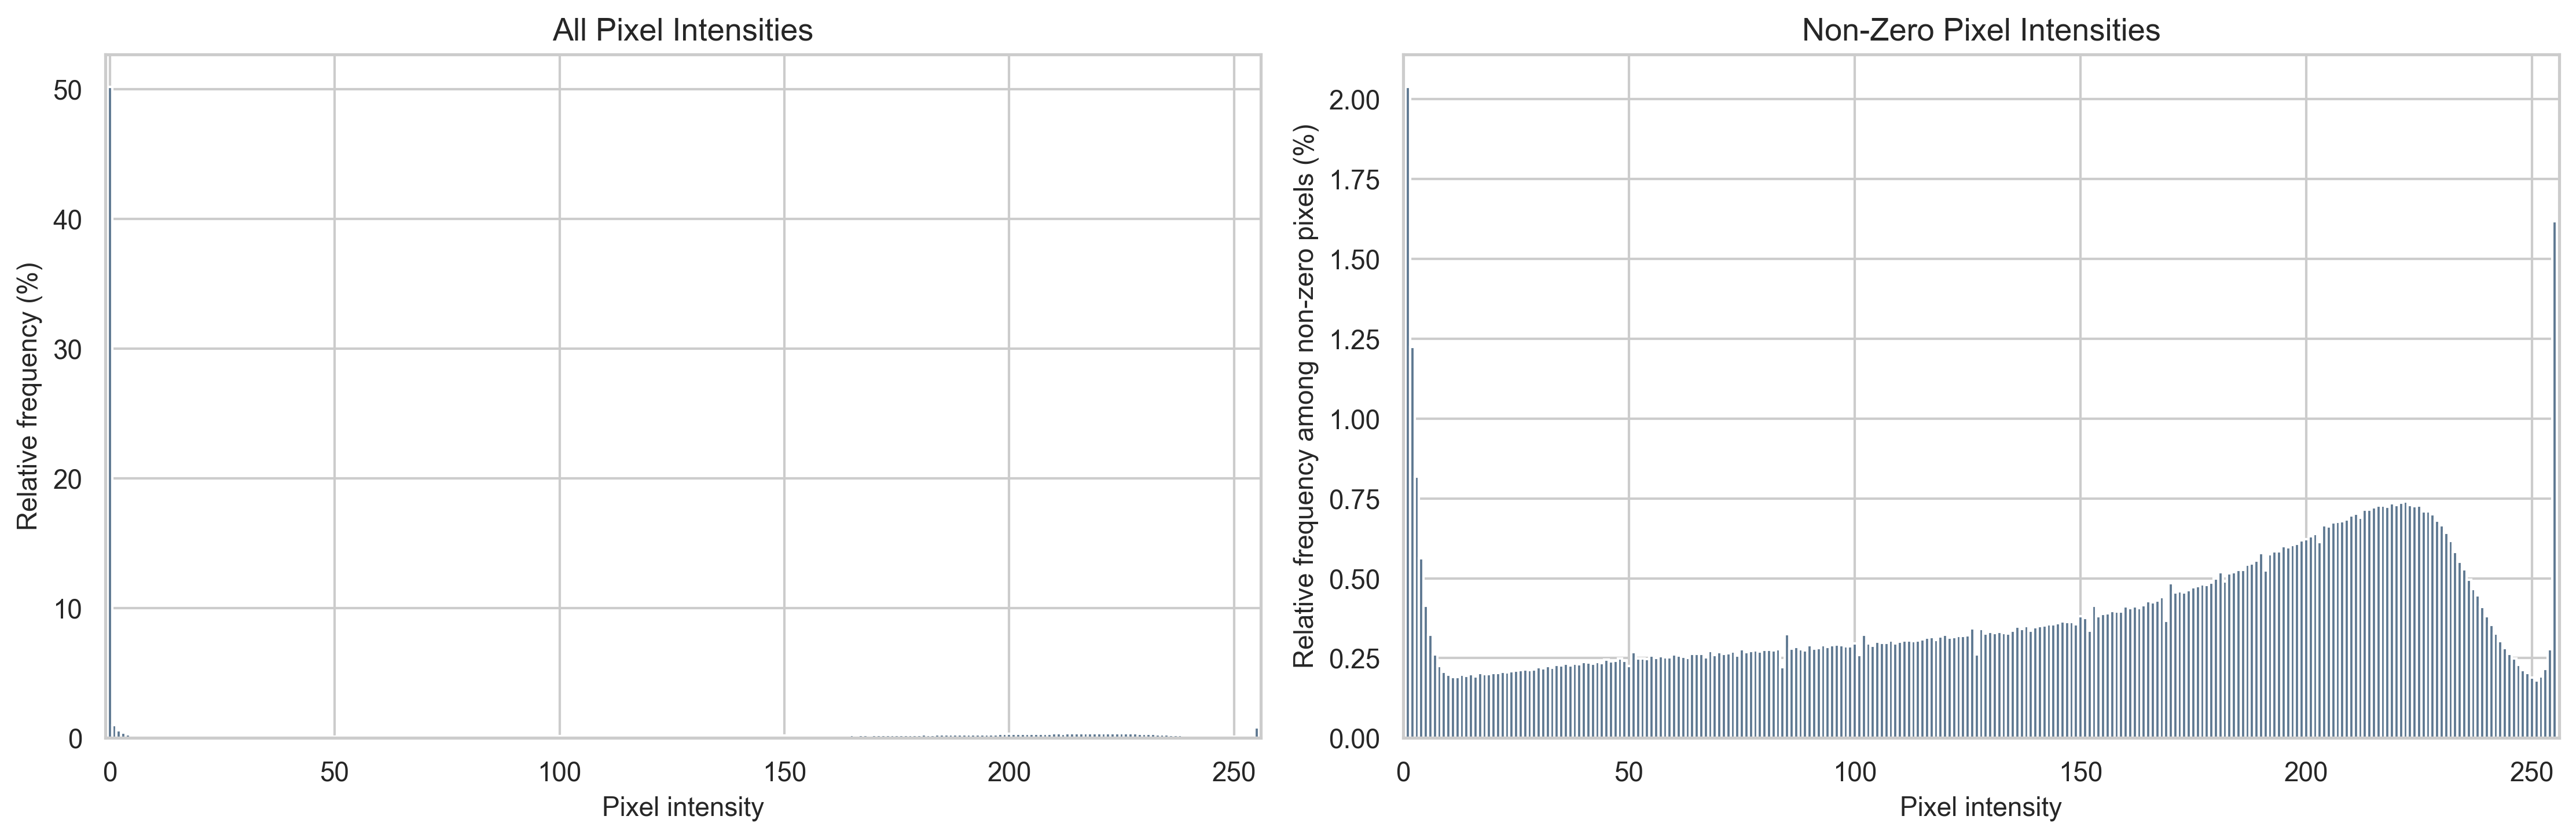 All Pixel Intensities
Relative frequency (%)
50
40
30
20
10
0
0 50 100 150 200 250
Pixel intensity
Non-Zero Pixel Intensities
Relative frequency among non-zero pixels (%)
2.00
1.75
1.50
1.25
1.00
0.75
0.50
0.25
0.00
0 50 100 150 200 250
Pixel intensity